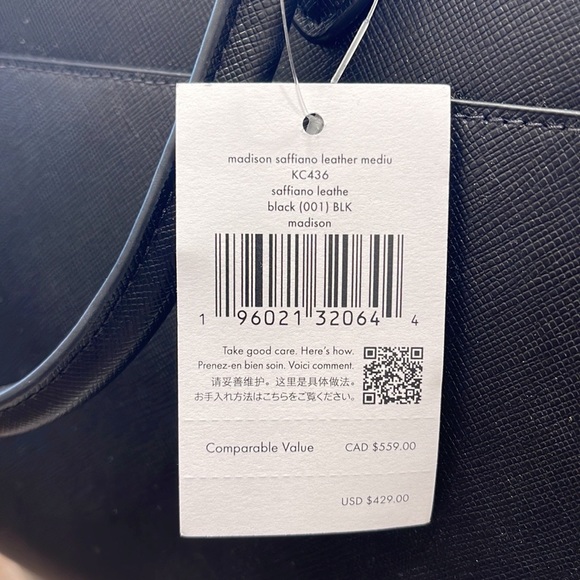 madison saffiano leather mediu
KC436
saffiano leathe
black (001) BLK
madison
1 96021 32064 4
Take good care. Here's how.
Prenez-en bien soin. Voici comment.
请妥善维护。这里是具体做法。
お手入れ方法はこちらをご覧ください。
Comparable Value CAD $559.00
USD $429.00